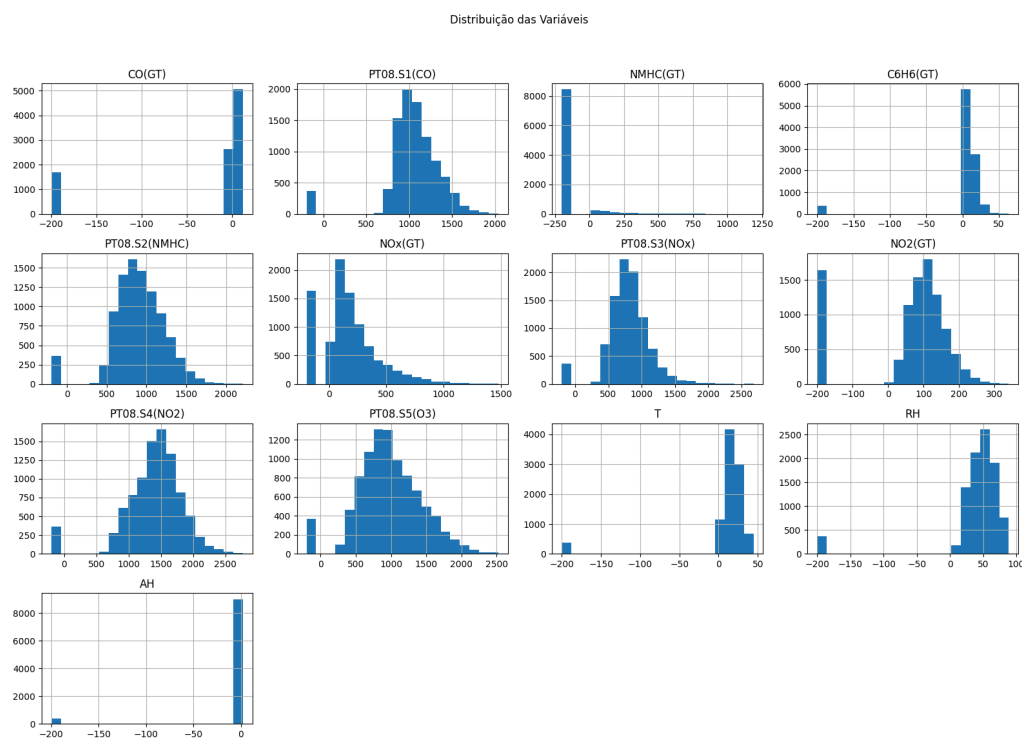 Distribuição das Variáveis
CO(GT)
5000
4000
3000
2000
1000
0
−200 −150 −100 −50 0
PT08.S1(CO)
2000
1500
1000
500
0
0 500 1000 1500 2000
NMHC(GT)
8000
6000
4000
2000
0
−250 0 250 500 750 1000 1250
C6H6(GT)
6000
5000
4000
3000
2000
1000
0
−200 −150 −100 −50 0 50
PT08.S2(NMHC)
1500
1250
1000
750
500
250
0
0 500 1000 1500 2000
NOx(GT)
2000
1500
1000
500
0
0 500 1000 1500
PT08.S3(NOx)
2000
1500
1000
500
0
0 500 1000 1500 2000 2500
NO2(GT)
1500
1000
500
0
−200 −100 0 100 200 300
PT08.S4(NO2)
1500
1250
1000
750
500
250
0
0 500 1000 1500 2000 2500
PT08.S5(O3)
1200
1000
800
600
400
200
0
0 500 1000 1500 2000 2500
T
4000
3000
2000
1000
0
−200 −150 −100 −50 0 50
RH
2500
2000
1500
1000
500
0
−200 −150 −100 −50 0 50 100
AH
8000
6000
4000
2000
0
−200 −150 −100 −50 0